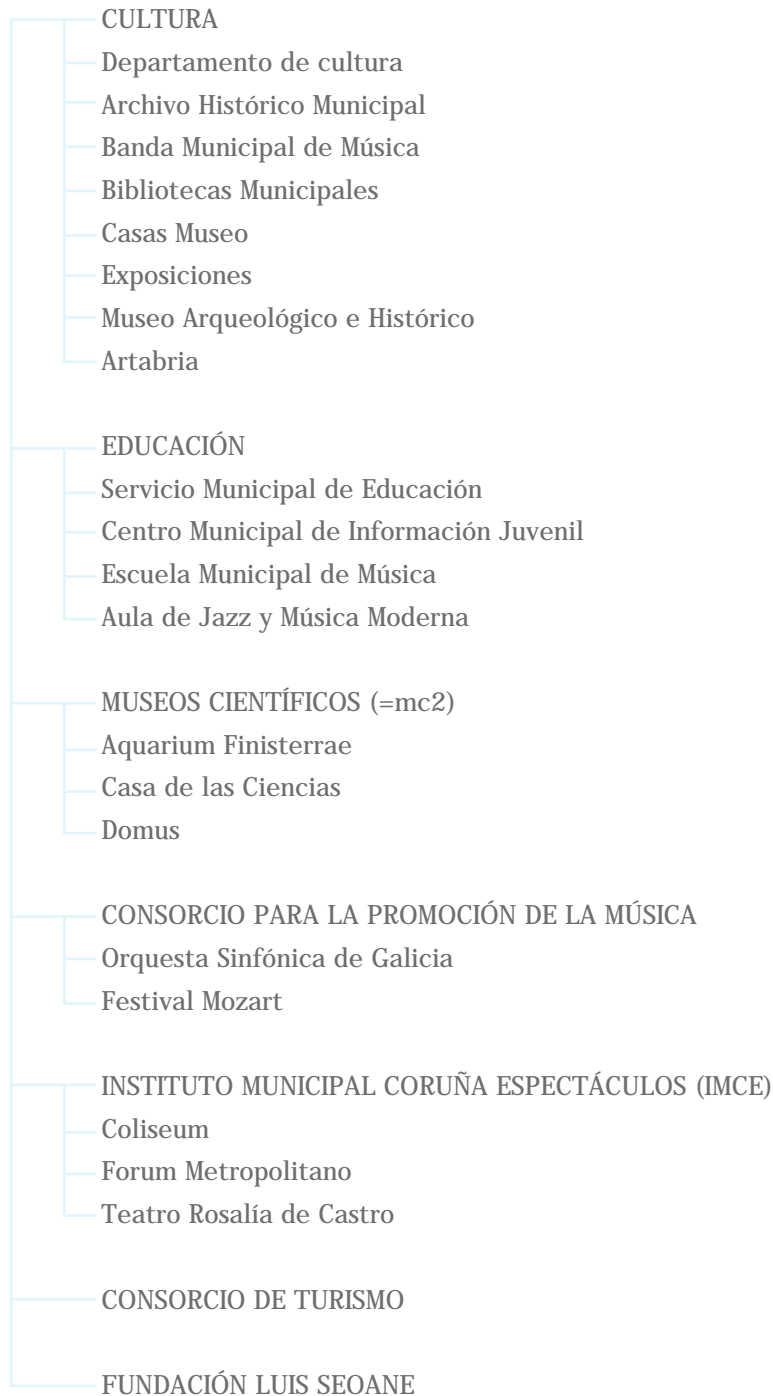 CULTURA
Departamento de cultura
Archivo Histórico Municipal
Banda Municipal de Música
Bibliotecas Municipales
Casas Museo
Exposiciones
Museo Arqueológico e Histórico
Artabria
EDUCACIÓN
Servicio Municipal de Educación
Centro Municipal de Información Juvenil
Escuela Municipal de Música
Aula de Jazz y Música Moderna
MUSEOS CIENTÍFICOS (=mc2)
Aquarium Finisterrae
Casa de las Ciencias
Domus
CONSORCIO PARA LA PROMOCIÓN DE LA MÚSICA
Orquesta Sinfónica de Galicia
Festival Mozart
INSTITUTO MUNICIPAL CORUÑA ESPECTÁCULOS (IMCE)
Coliseum
Forum Metropolitano
Teatro Rosalía de Castro
CONSORCIO DE TURISMO
FUNDACIÓN LUIS SEOANE